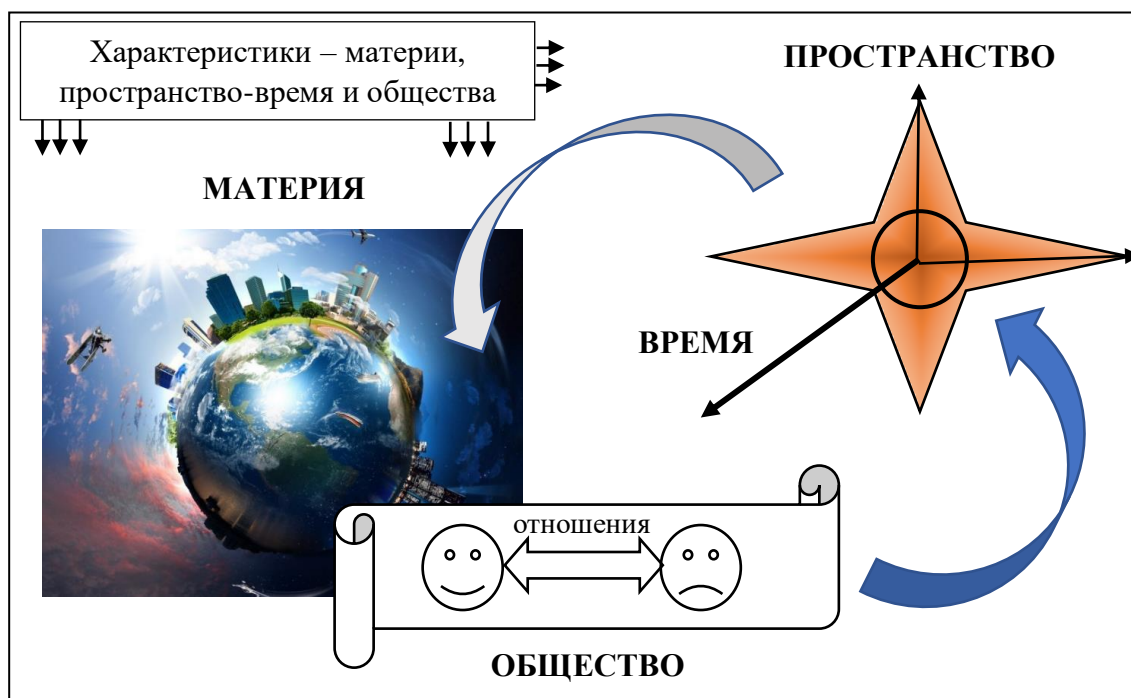 Характеристики – материи,
пространство-время и общества
ПРОСТРАНСТВО
МАТЕРИЯ
ВРЕМЯ
отношения
ОБЩЕСТВО